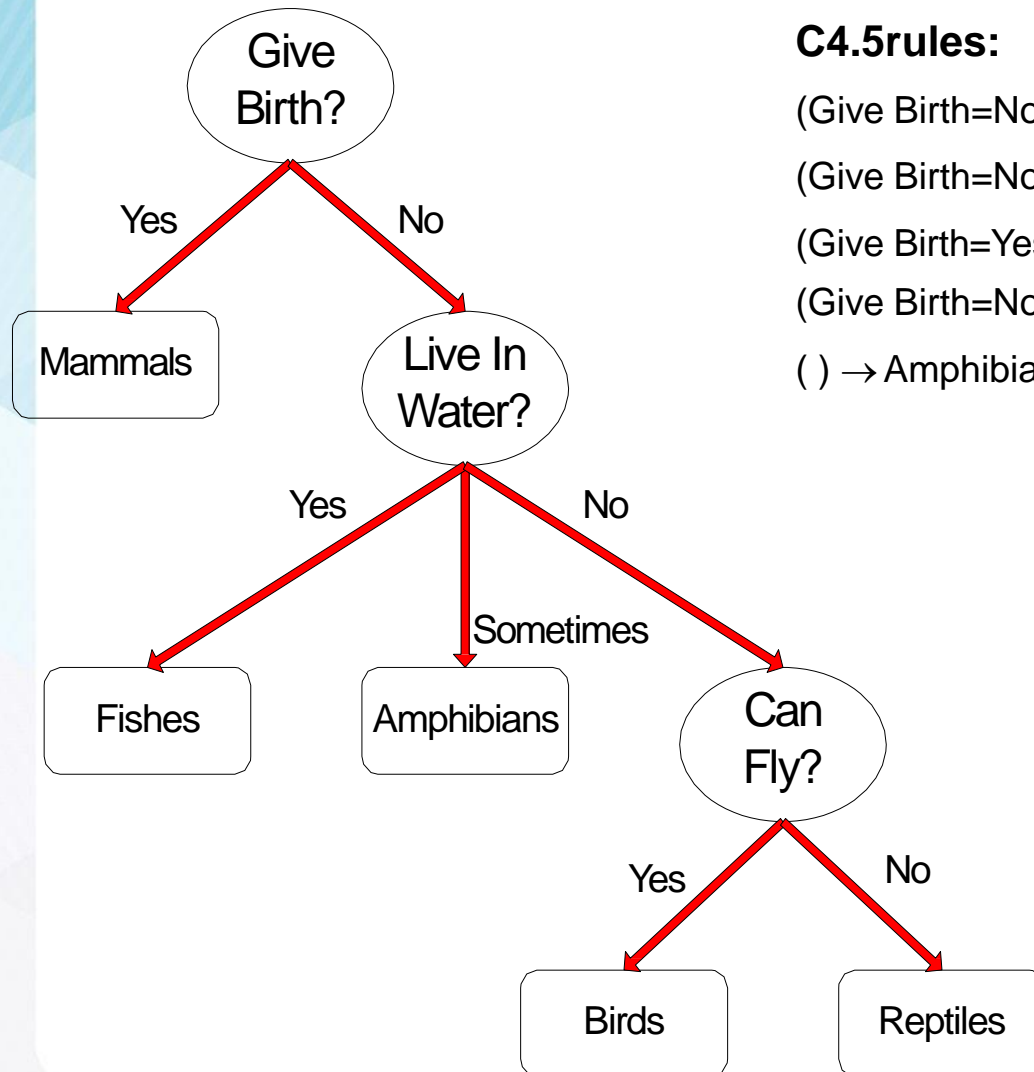 Give
Birth?
Yes
No
Mammals
Live In
Water?
Yes
No
Sometimes
Fishes
Amphibians
Can
Fly?
Yes
No
Birds
Reptiles
C4.5rules:
(Give Birth=No
(Give Birth=No
(Give Birth=Yes
(Give Birth=No
( ) → Amphibia